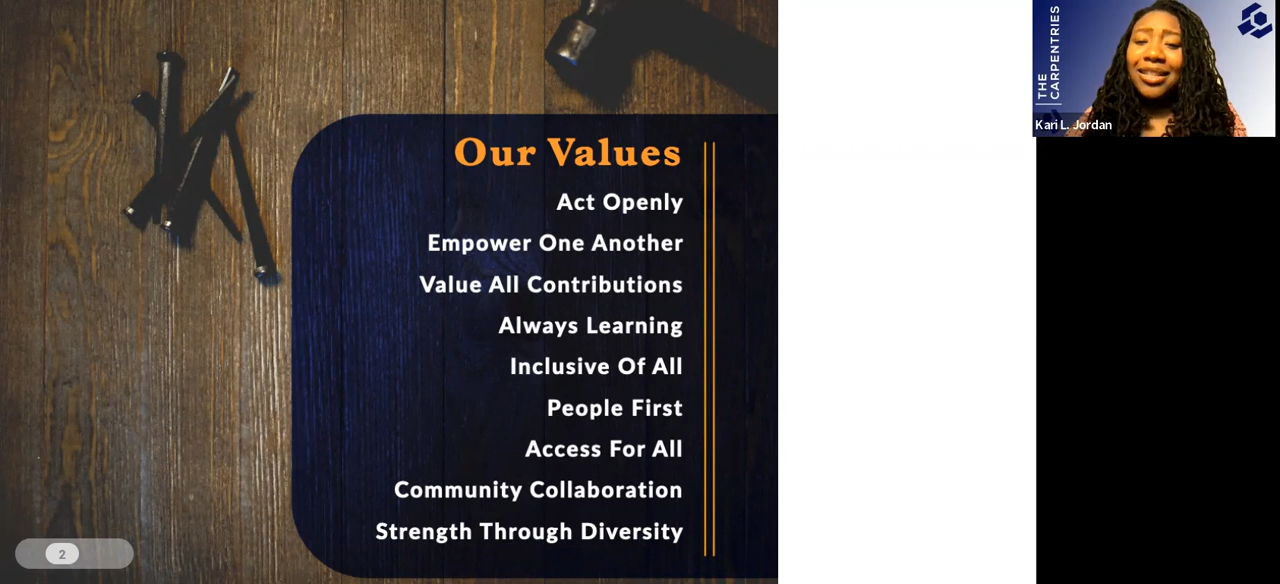 Our Values
Act Openly
Empower One Another
Value All Contributions
Always Learning
Inclusive Of All
People First
Access For All
Community Collaboration
Strength Through Diversity
2
THE
CARPENTRIES
Kari L. Jordan